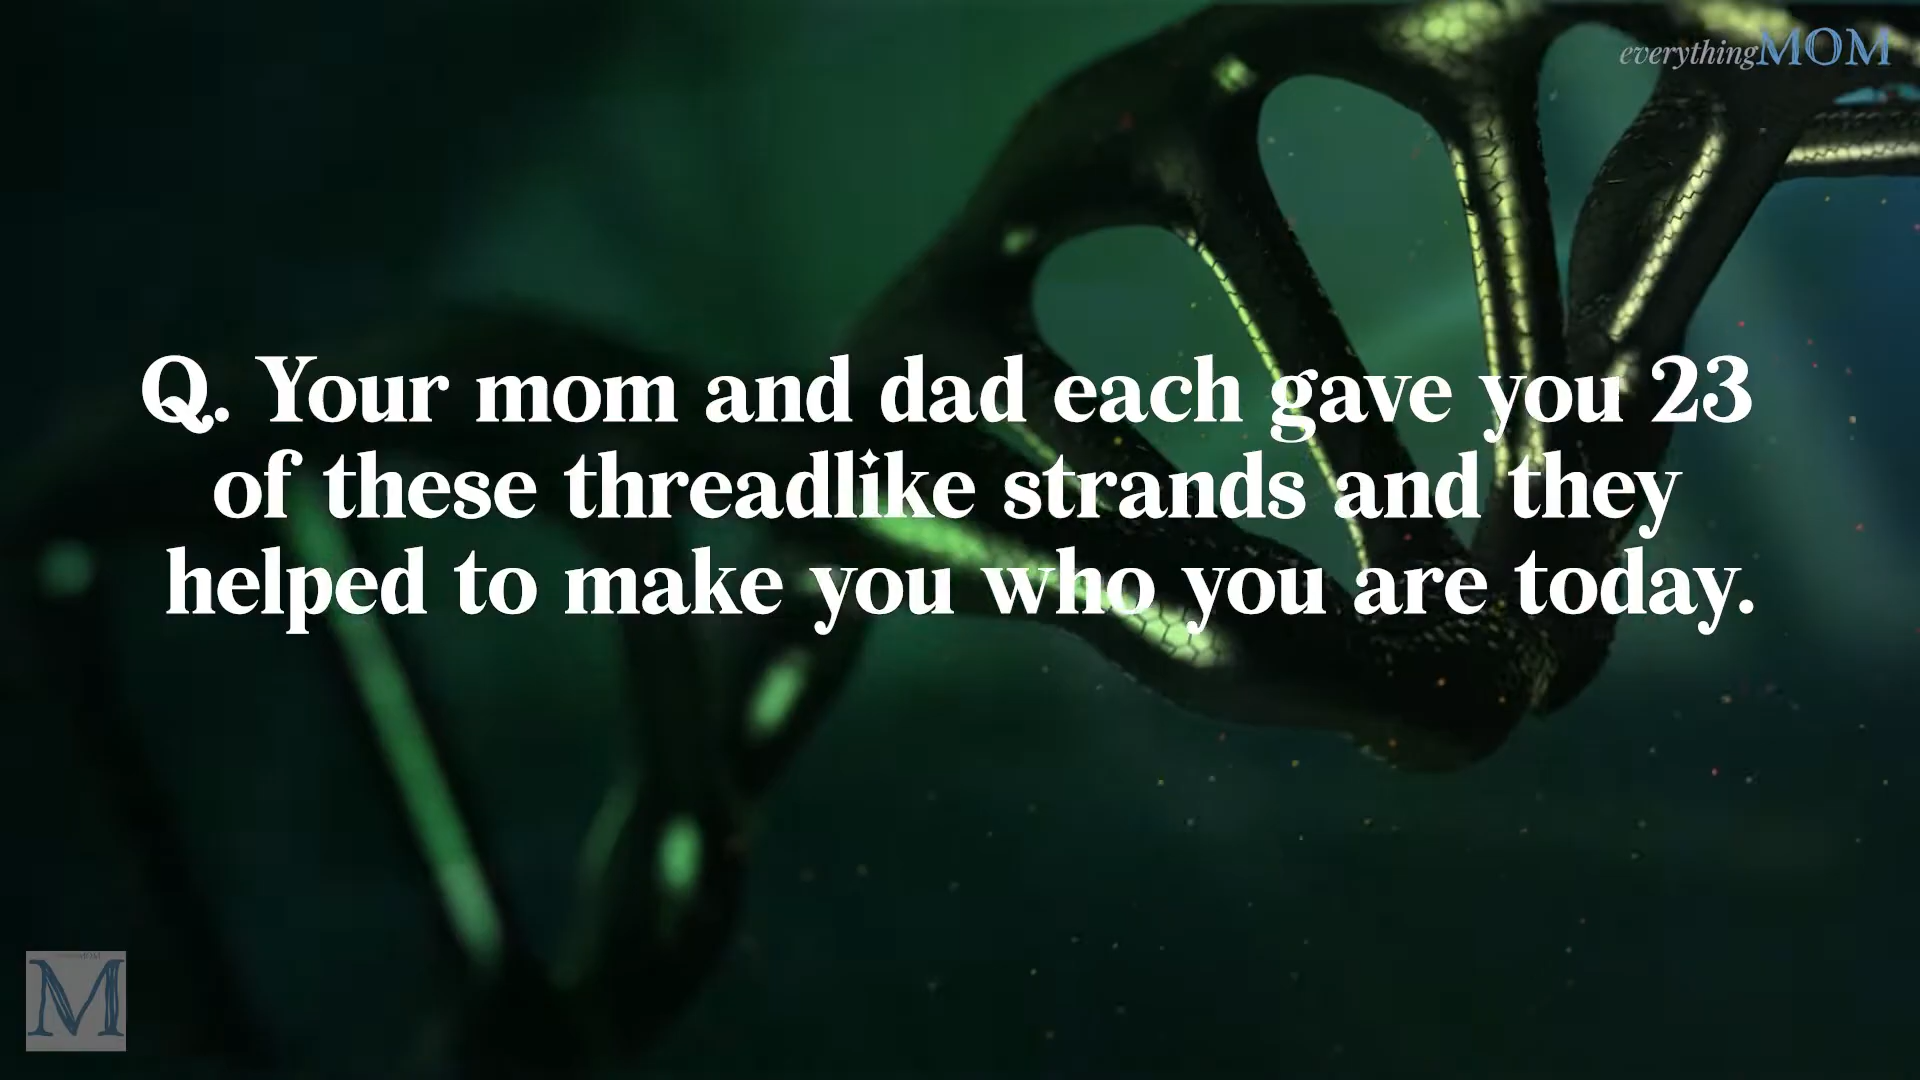 everythingMOM
Q. Your mom and dad each gave you 23
of these threadlike strands and they
helped to make you who you are today.
M